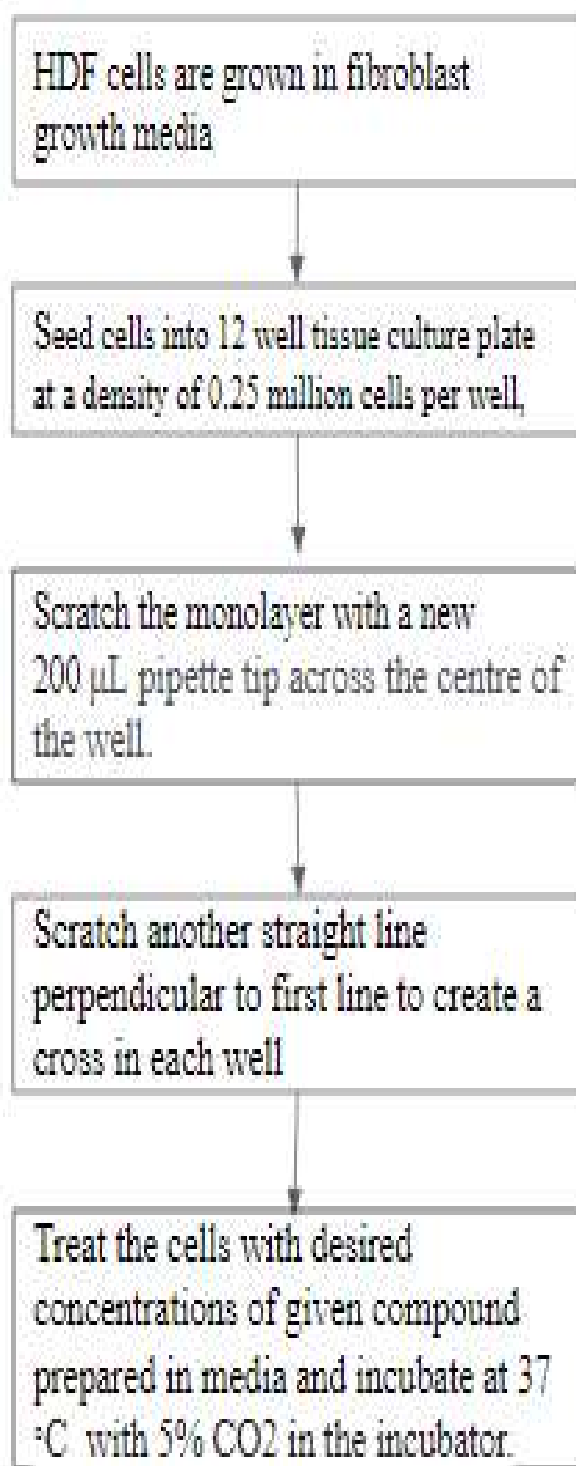 HDF cells are grown in fibroblast
growth media
Seed cells into 12 well tissue culture plate
at a density of 0.25 million cells per well,
Scratch the monolayer with a new
200 µL pipette tip across the centre of
the well.
Scratch another straight line
perpendicular to first line to create a
cross in each well
Treat the cells with desired
concentrations of given compound
prepared in media and incubate at 37
°C with 5% CO2 in the incubator.